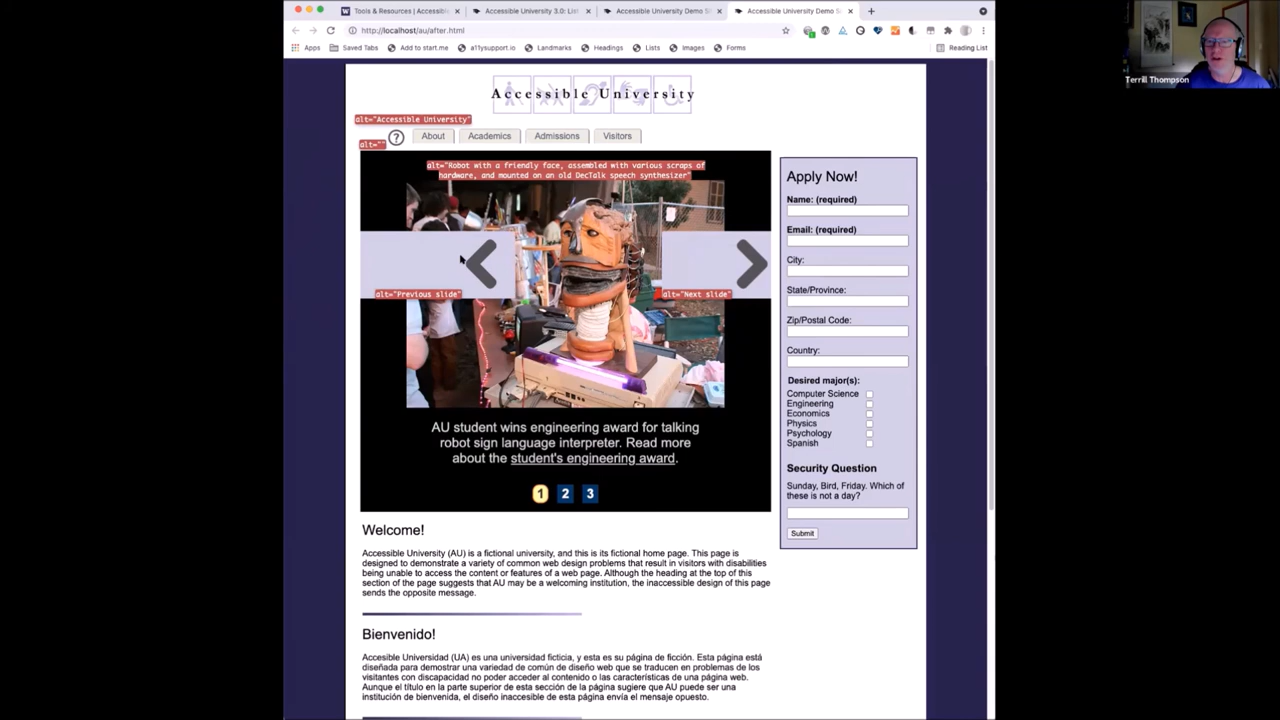 Tools & Resources | Accessible
Accessible University 3.0: List
Accessible University Demo Si
Accessible University Demo Si
http://localhost/au/after.html
Apps
Saved Tabs
Add to start.me
a11ysupport.io
Landmarks
Headings
Lists
Images
Forms
Reading List
Terrill Thompson
Accessible University
alt="Accessible University"
alt=""
?
About
Academics
Admissions
Visitors
alt="Robot with a friendly face, assembled with various scraps of
hardware, and mounted on an old DecTalk speech synthesizer"
alt="Previous slide"
alt="Next slide"
AU student wins engineering award for talking
robot sign language interpreter. Read more
about the student's engineering award.
1 2 3
Apply Now!
Name: (required)
Email: (required)
City:
State/Province:
Zip/Postal Code:
Country:
Desired major(s):
Computer Science
Engineering
Economics
Physics
Psychology
Spanish
Security Question
Sunday, Bird, Friday. Which of
these is not a day?
Submit
Welcome!
Accessible University (AU) is a fictional university, and this is its fictional home page. This page is
designed to demonstrate a variety of common web design problems that result in visitors with disabilities
being unable to access the content or features of a web page. Although the heading at the top of this
section of the page suggests that AU may be a welcoming institution, the inaccessible design of this page
sends the opposite message.
Bienvenido!
Accesible Universidad (UA) es una universidad ficticia, y esta es su página de ficción. Esta página está
diseñada para demostrar una variedad de común de diseño web que se traducen en problemas de los
visitantes con discapacidad no poder acceder al contenido o las características de una página web.
Aunque el título en la parte superior de esta sección de la página sugiere que AU puede ser una
institución de bienvenida, el diseño inaccesible de esta página envía el mensaje opuesto.